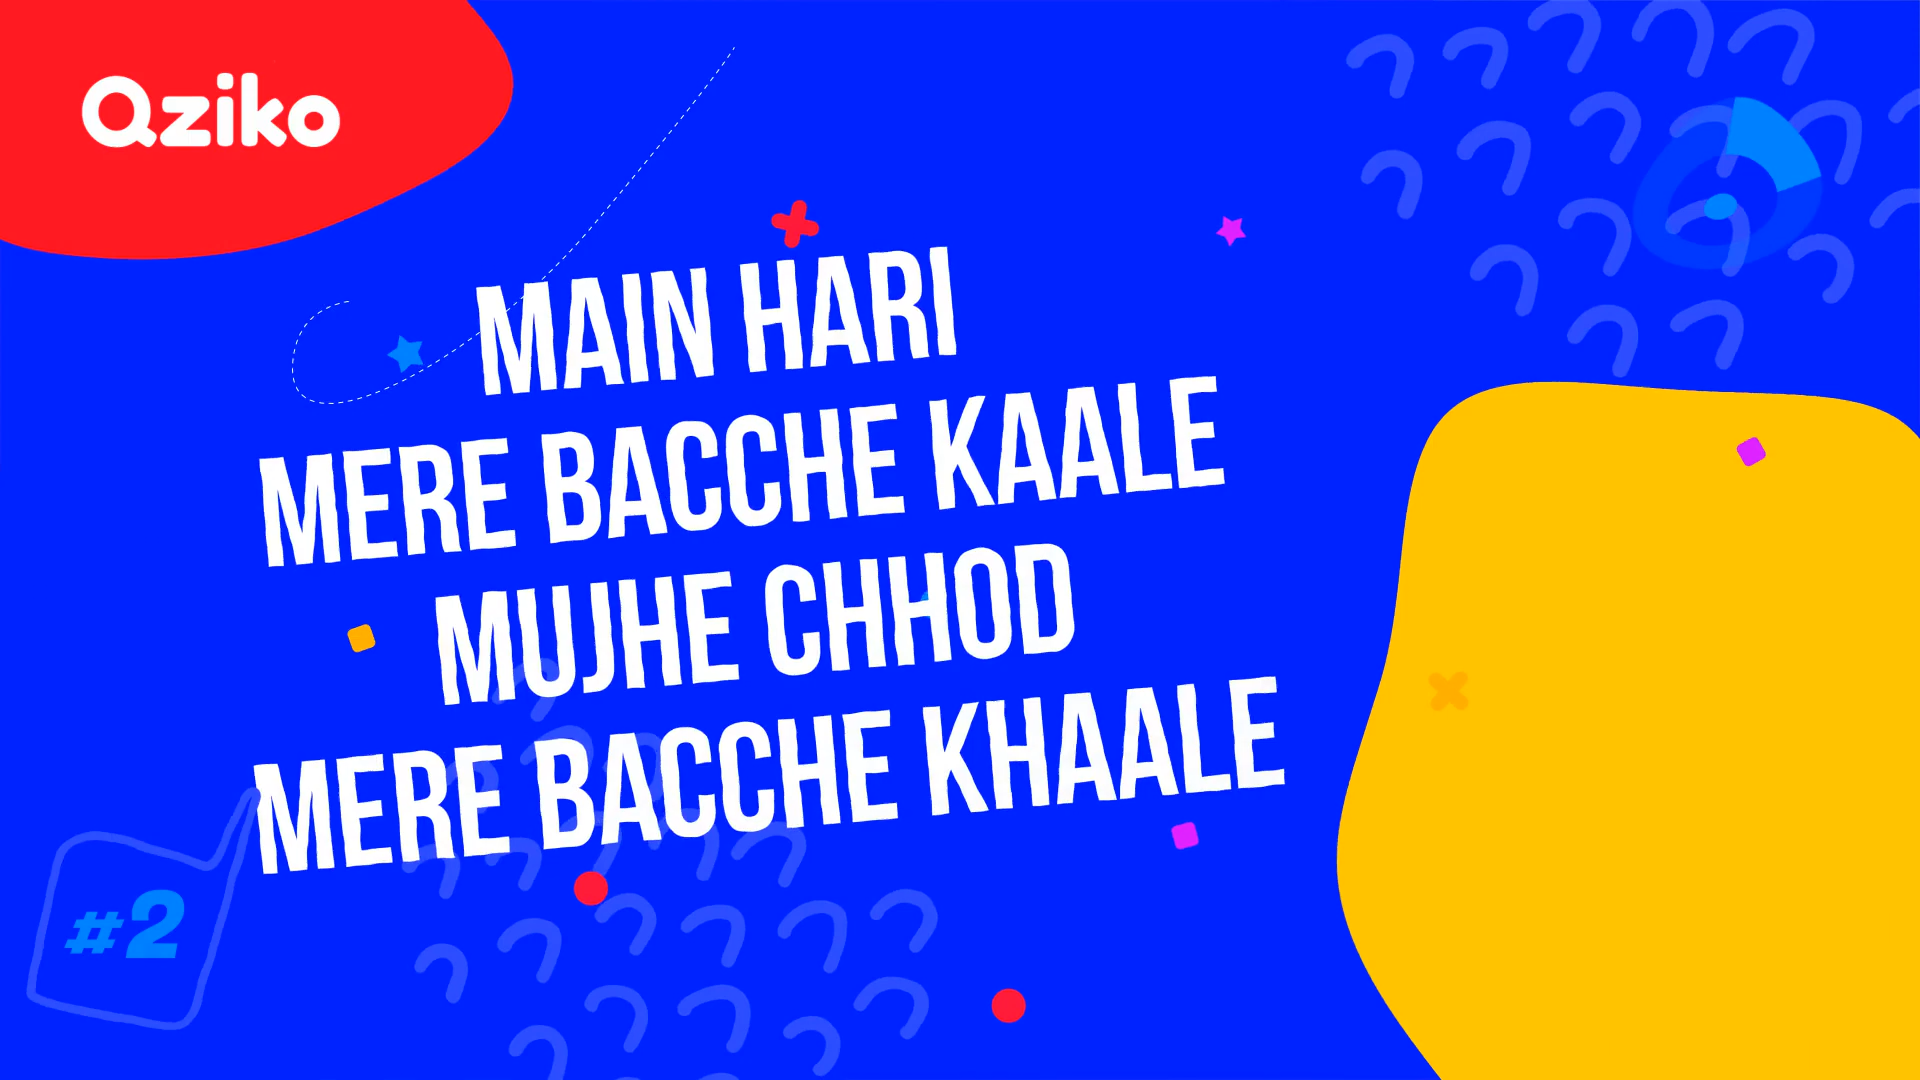 Qziko
MAIN HARI
MERE BACCHE KAALE
MUJHE CHHOD
MERE BACCHE KHAALE
#2